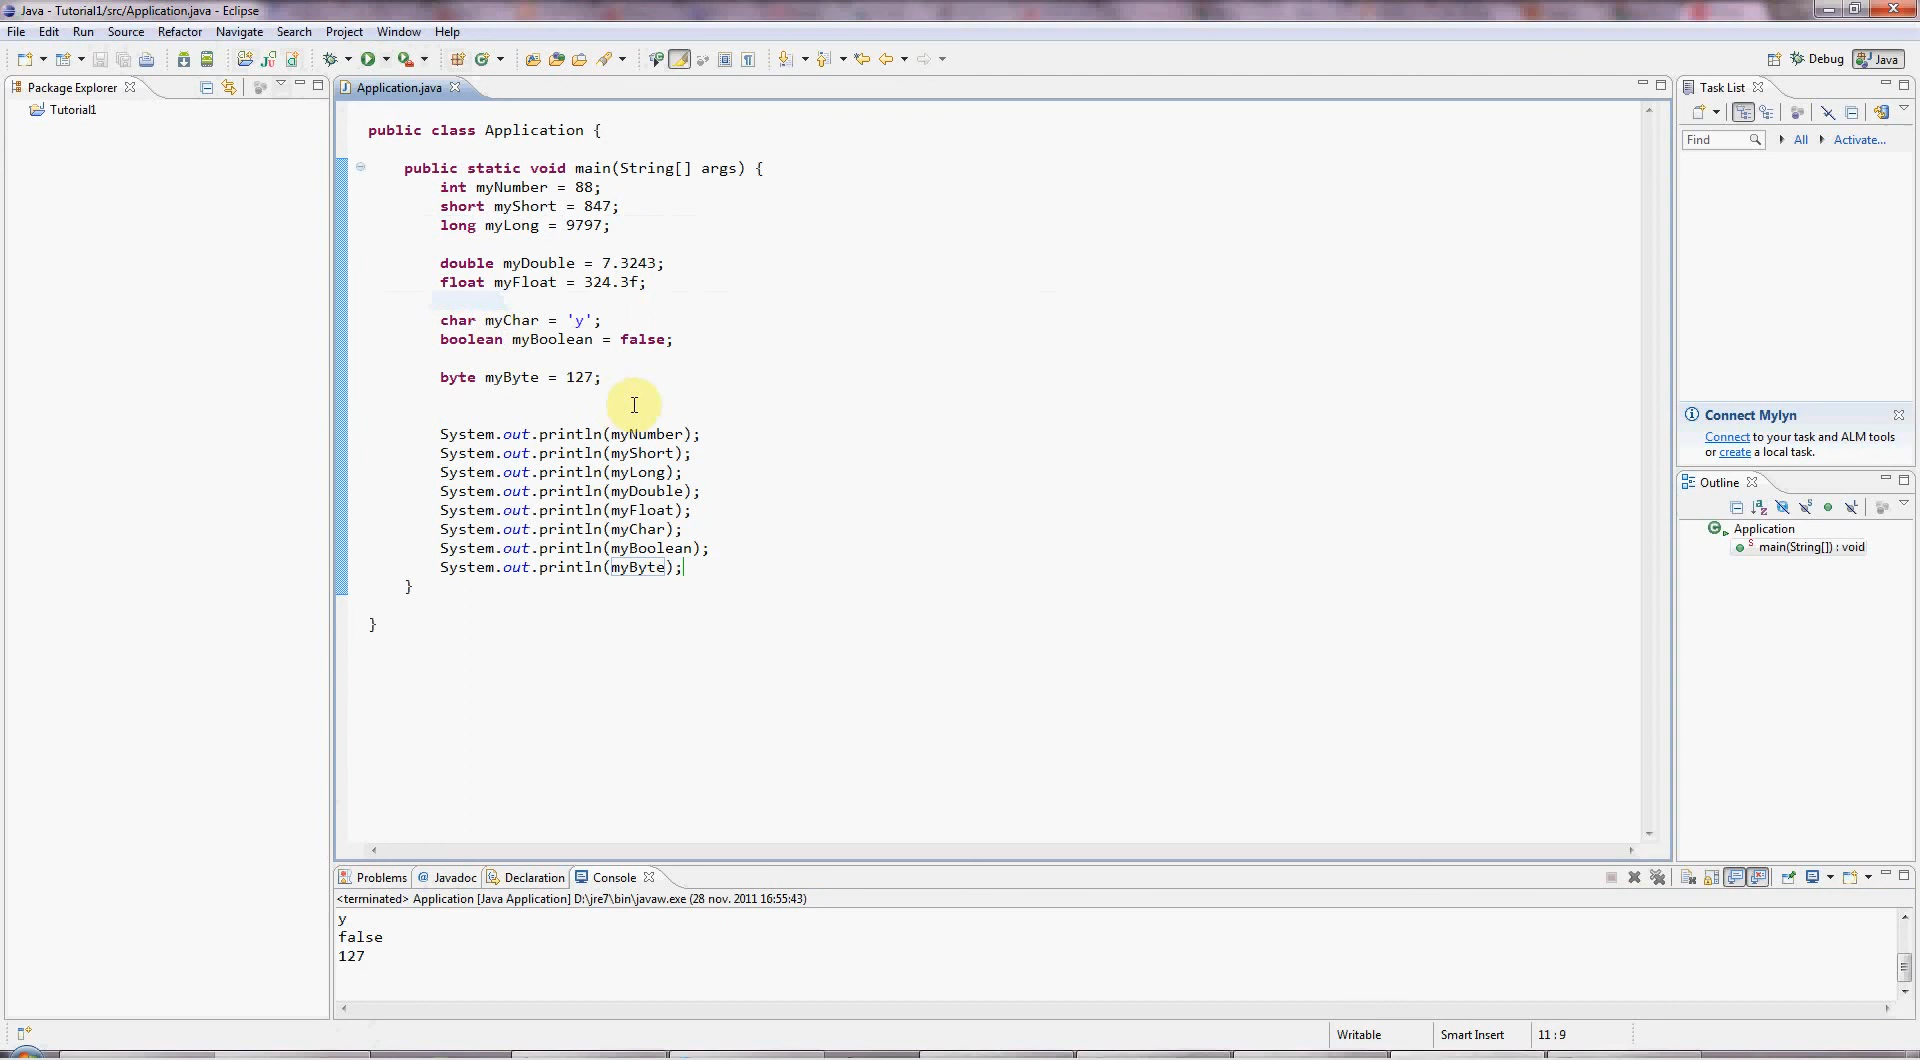 Java - Tutorial1/src/Application.java - Eclipse
File Edit Run Source Refactor Navigate Search Project Window Help
Debug Java
Package Explorer
Tutorial1
Application.java
public class Application {
public static void main(String[] args) {
int myNumber = 88;
short myShort = 847;
long myLong = 9797;
double myDouble = 7.3243;
float myFloat = 324.3f;
char myChar = 'y';
boolean myBoolean = false;
byte myByte = 127;
System.out.println(myNumber);
System.out.println(myShort);
System.out.println(myLong);
System.out.println(myDouble);
System.out.println(myFloat);
System.out.println(myChar);
System.out.println(myBoolean);
System.out.println(myByte);
}
}
Task List
Find All Activate...
Connect Mylyn
Connect to your task and ALM tools
or create a local task.
Outline
Application
main(String[]) : void
Problems @ Javadoc Declaration Console
<terminated> Application [Java Application] D:\jre7\bin\javaw.exe (28 nov. 2011 16:55:43)
y
false
127
Writable Smart Insert 11 : 9